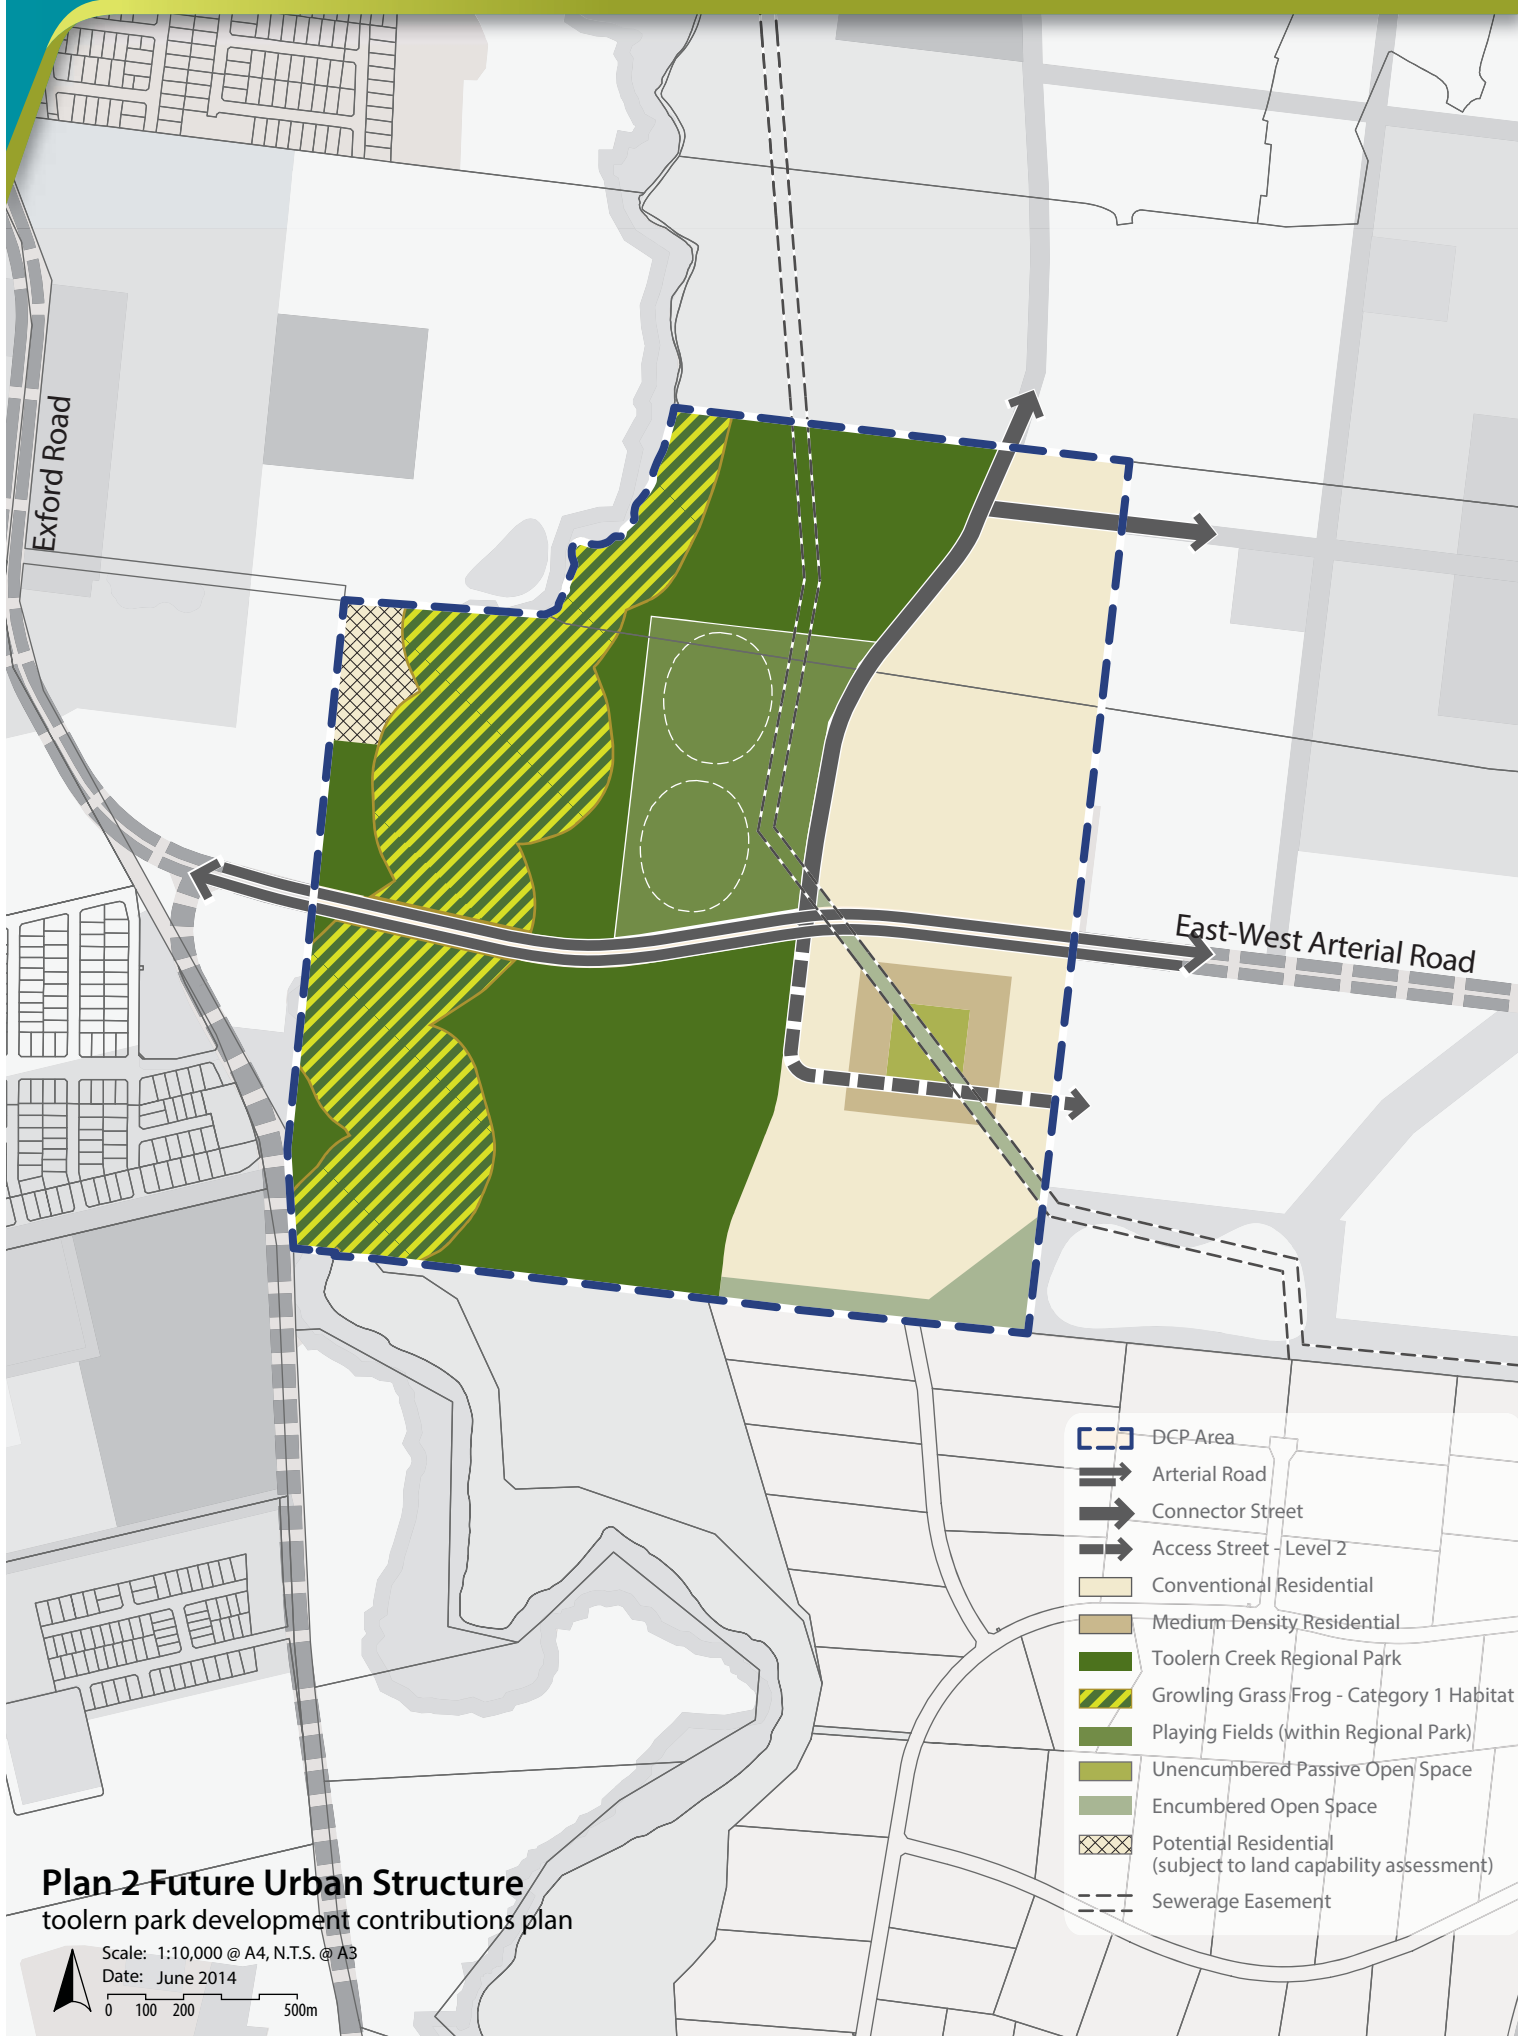 Exford Road
East-West Arterial Road
DCP Area
Arterial Road
Connector Street
Access Street - Level 2
Conventional Residential
Medium Density Residential
Toolern Creek Regional Park
Growling Grass Frog - Category 1 Habitat
Playing Fields (within Regional Park)
Unencumbered Passive Open Space
Encumbered Open Space
Potential Residential
(subject to land capability assessment)
Sewerage Easement
Plan 2 Future Urban Structure
toolern park development contributions plan
Scale: 1:10,000 @ A4, N.T.S. @ A3
Date: June 2014
0 100 200 500m